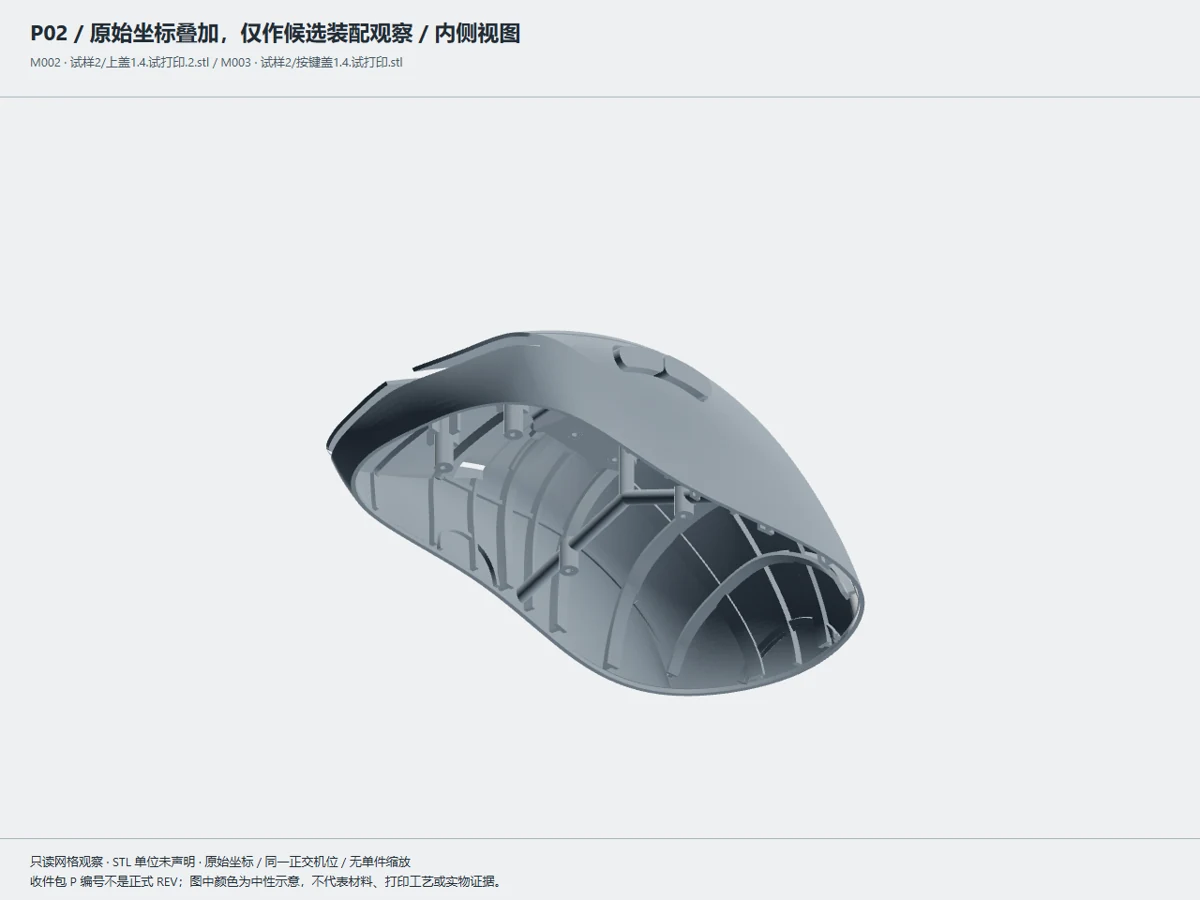 P02 / 原始坐标叠加，仅作候选装配观察 / 内侧视图
M002 · 试样2/上盖1.4.试打印.2.stl / M003 · 试样2/按键盖1.4.试打印.stl
只读网格观察 · STL 单位未声明 · 原始坐标 / 同一正交机位 / 无单件缩放
收件包 P 编号不是正式 REV；图中颜色为中性示意，不代表材料、打印工艺或实物证据。